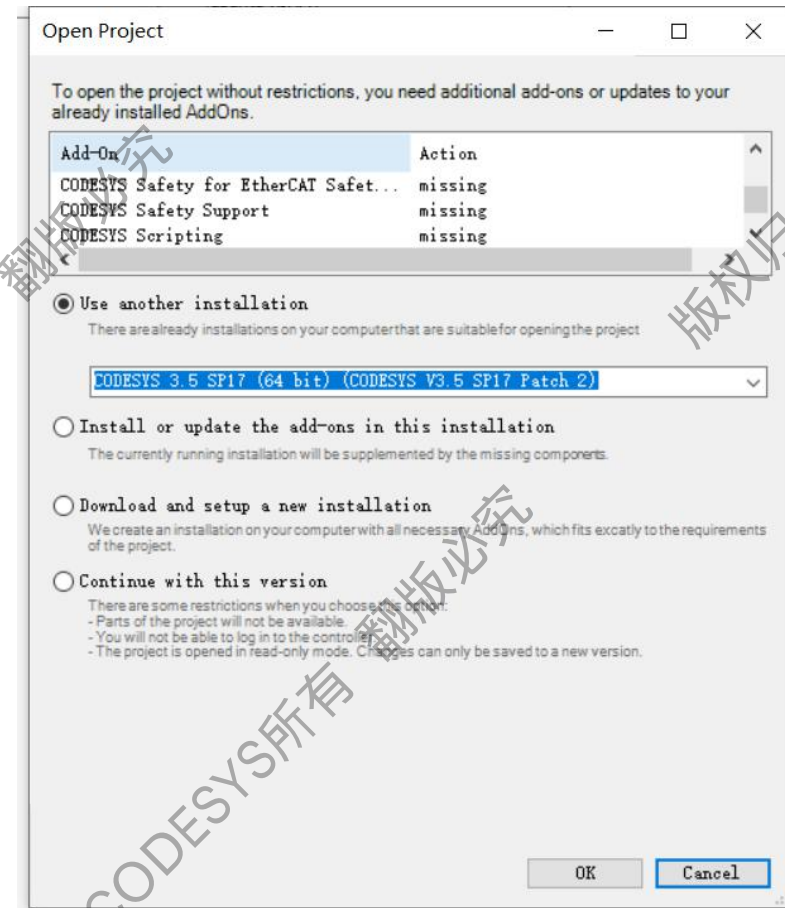 Open Project
To open the project without restrictions, you need additional add-ons or updates to your
already installed AddOns.
Add-On Action
CODESYS Safety for EtherCAT Safet... missing
CODESYS Safety Support missing
CODESYS Scripting missing
Use another installation
There are already installations on your computer that are suitable for opening the project
CODESYS 3.5 SP17 (64 bit) (CODESYS V3.5 SP17 Patch 2)
Install or update the add-ons in this installation
The currently running installation will be supplemented by the missing components.
Download and setup a new installation
We create an installation on your computer with all necessary AddOns, which fits excatly to the requirements
of the project.
Continue with this version
There are some restrictions when you choose this option:
- Parts of the project will not be available.
- You will not be able to log in to the controller.
- The project is opened in read-only mode. Changes can only be saved to a new version.
OK Cancel
翻版必究
版权归
CODESYS所有 翻版必究